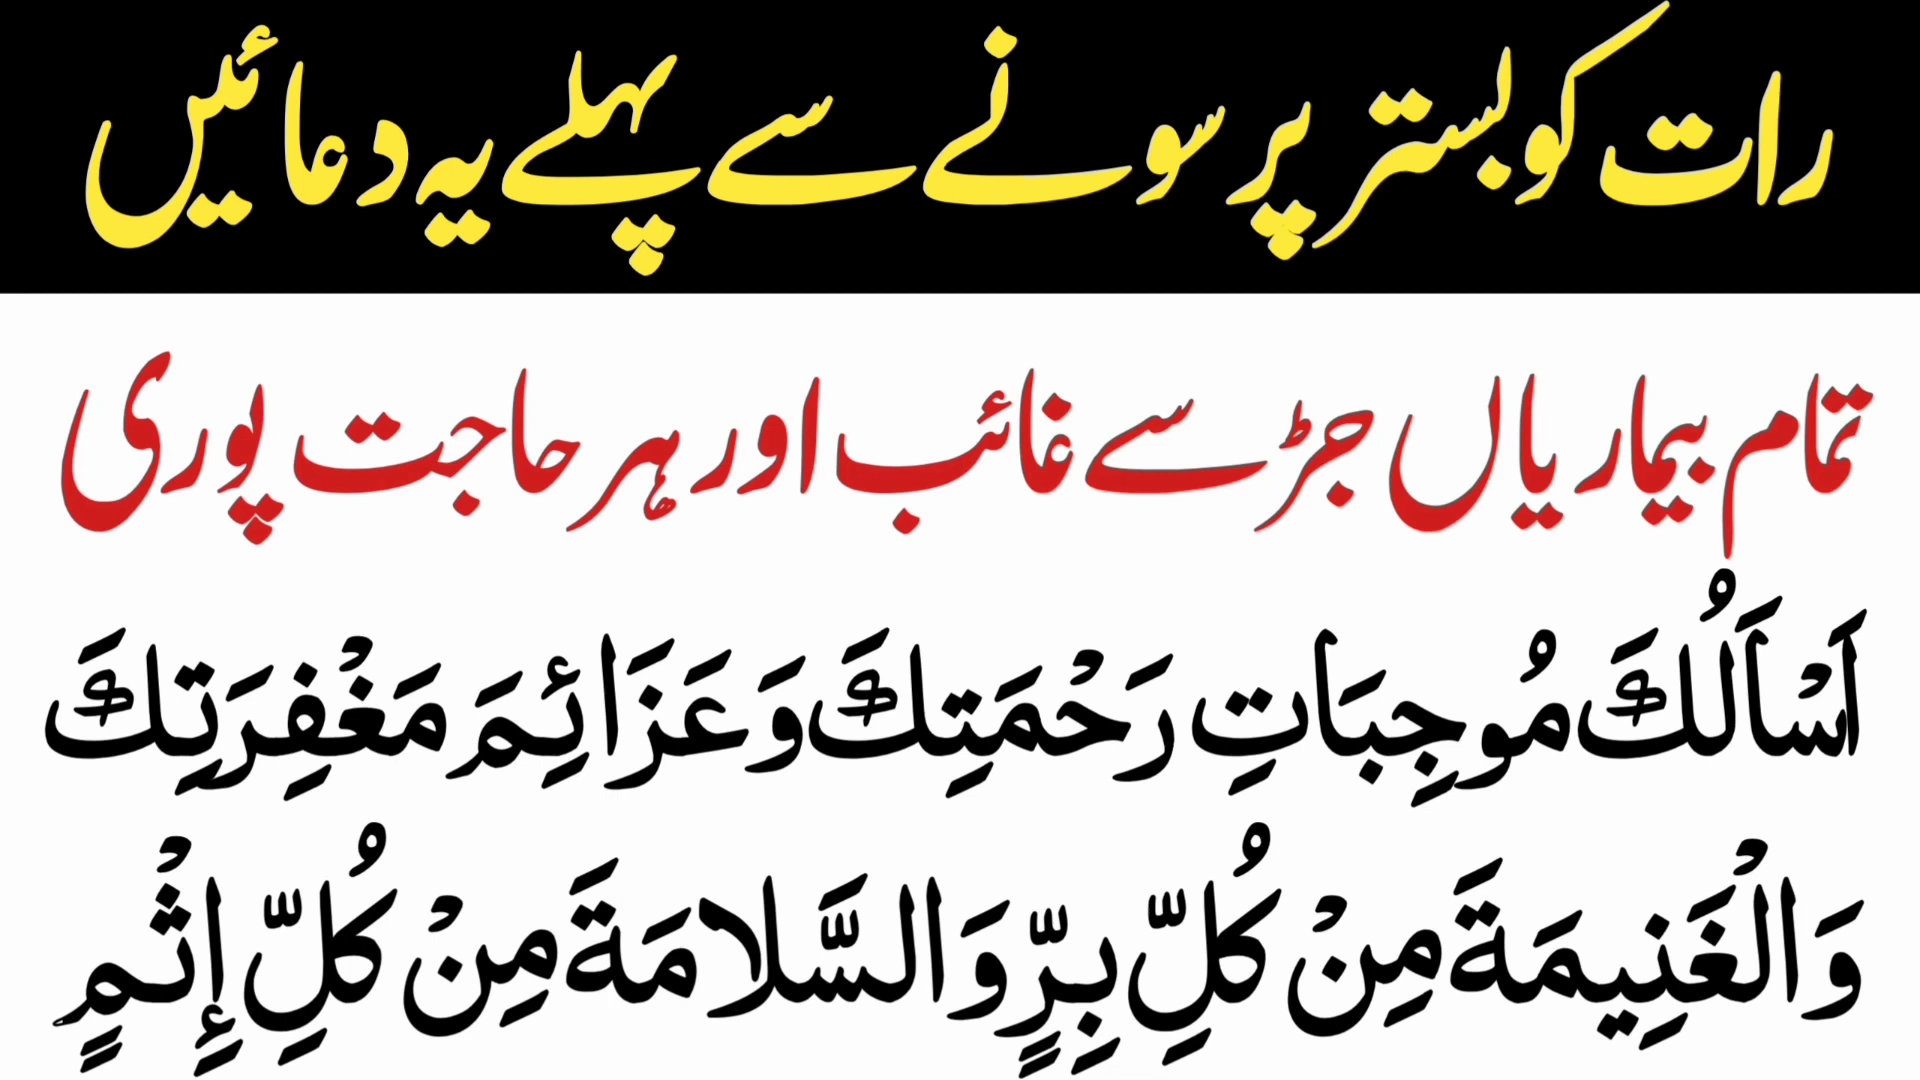 رات کو بستر پر سونے سے پہلے یہ دعائیں
تمام بیماریاں جڑ سے غائب اور ہر حاجت پوری
اَسْاَلُكَ مُوجِبَاتِ رَحْمَتِكَ وَعَزَائِمَ مَغْفِرَتِكَ
وَالْغَنِيمَةَ مِنْ كُلِّ بِرٍّ وَالسَّلامَةَ مِنْ كُلِّ إِثْمٍ